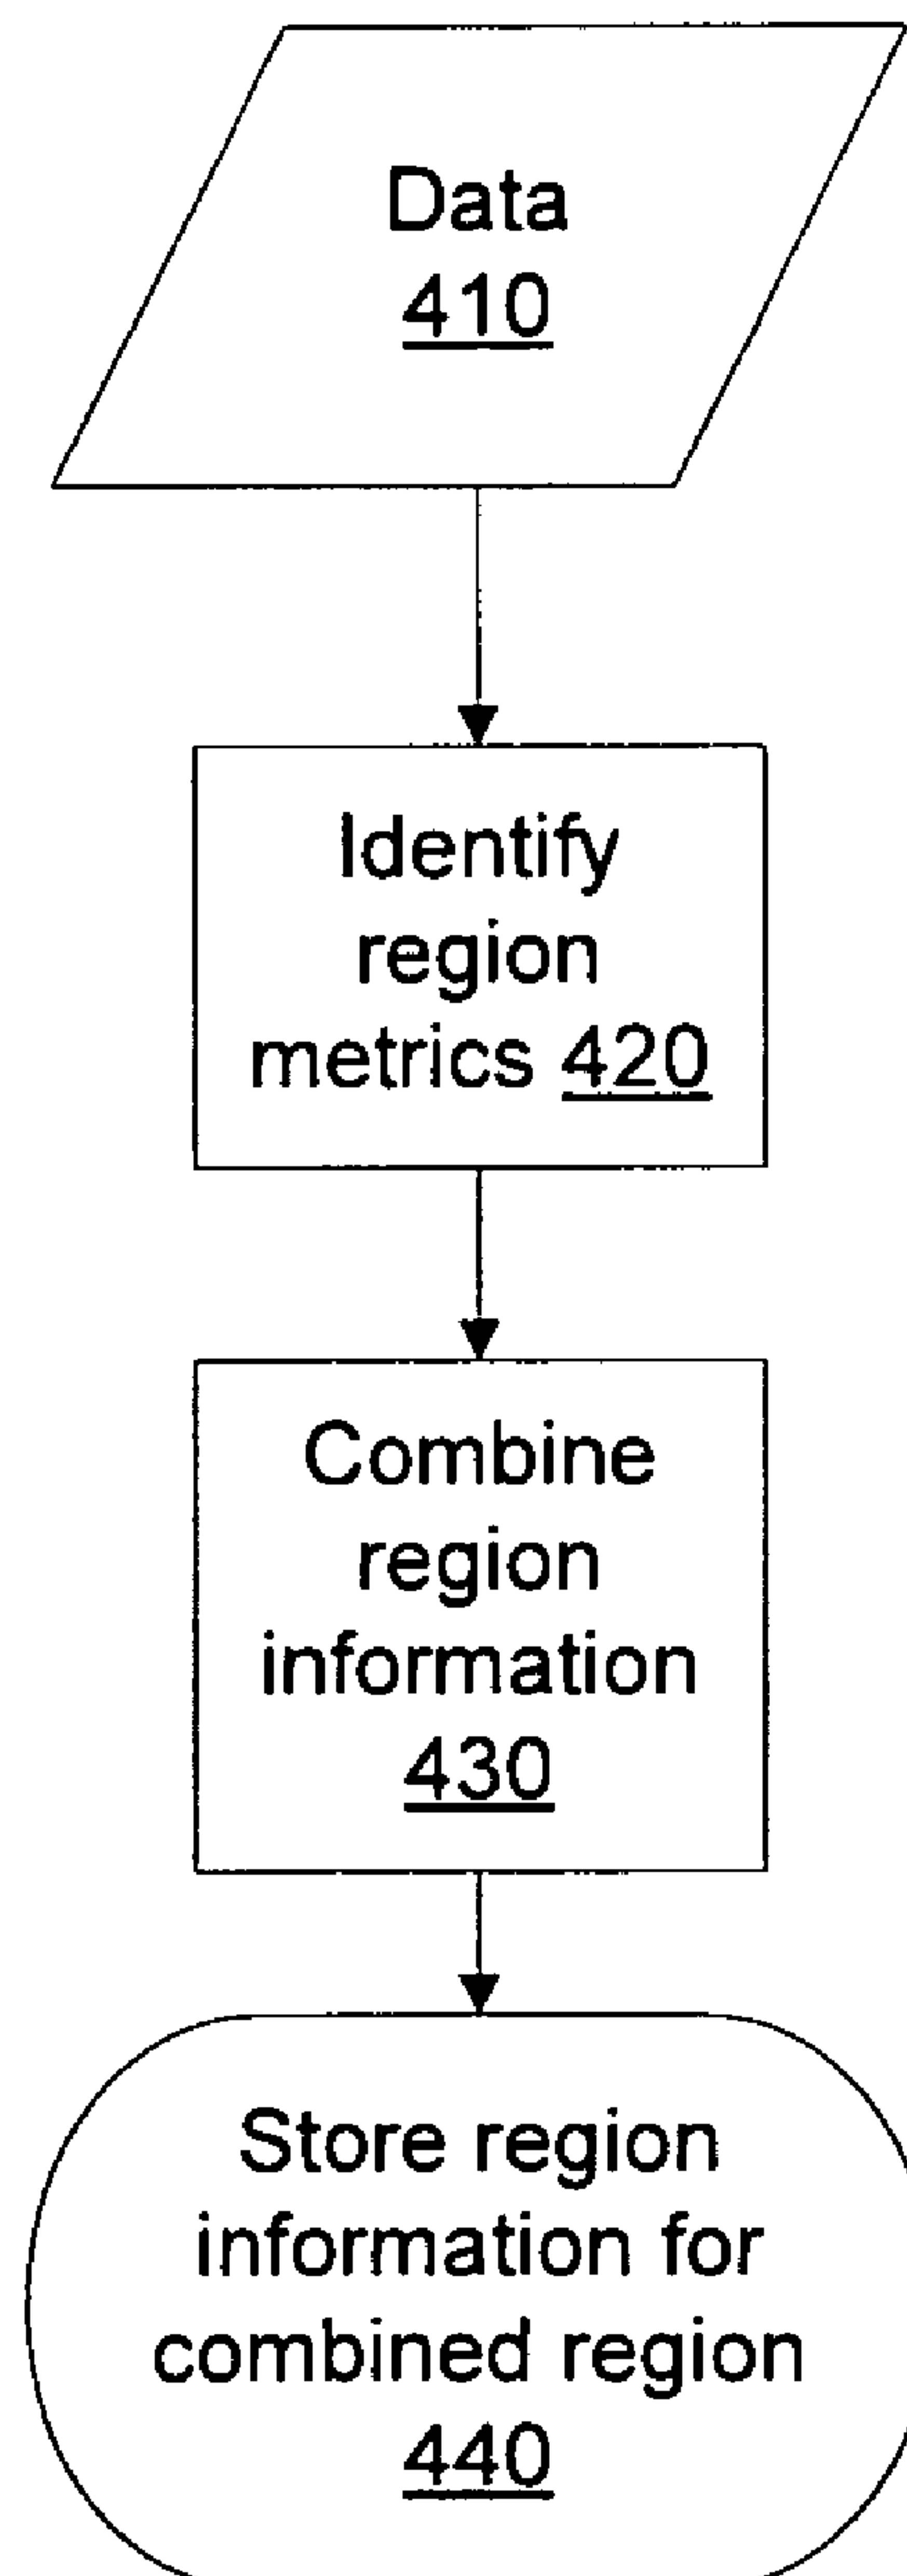 Data
410
Identify
region
metrics 420
Combine
region
information
430
Store region
information for
combined region
440